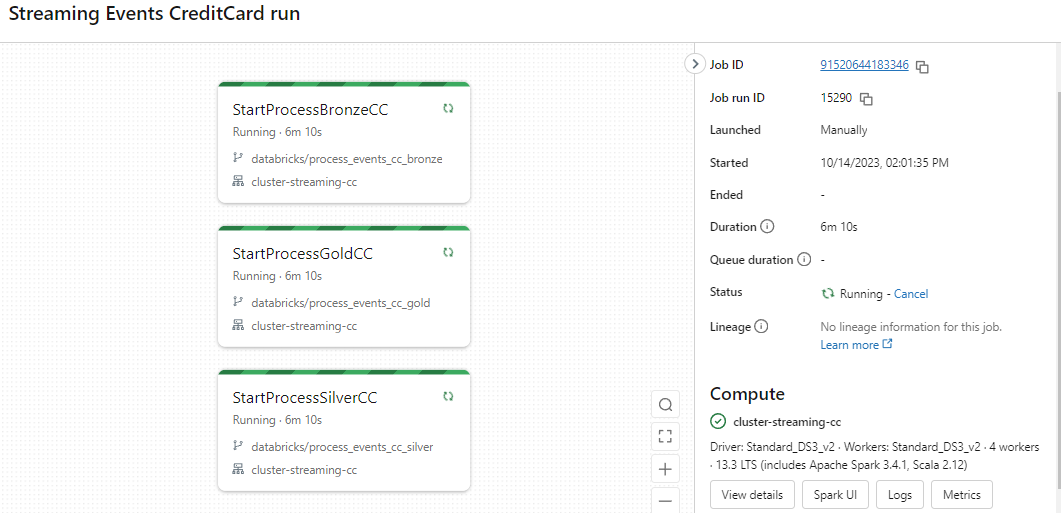 Streaming Events CreditCard run
StartProcessBronzeCC
Running · 6m 10s
databricks/process_events_cc_bronze
cluster-streaming-cc
StartProcessGoldCC
Running · 6m 10s
databricks/process_events_cc_gold
cluster-streaming-cc
StartProcessSilverCC
Running · 6m 10s
databricks/process_events_cc_silver
cluster-streaming-cc
Job ID 91520644183346
Job run ID 15290
Launched Manually
Started 10/14/2023, 02:01:35 PM
Ended -
Duration 6m 10s
Queue duration -
Status Running - Cancel
Lineage No lineage information for this job.
Learn more
Compute
cluster-streaming-cc
Driver: Standard_DS3_v2 · Workers: Standard_DS3_v2 · 4 workers
· 13.3 LTS (includes Apache Spark 3.4.1, Scala 2.12)
View details Spark UI Logs Metrics